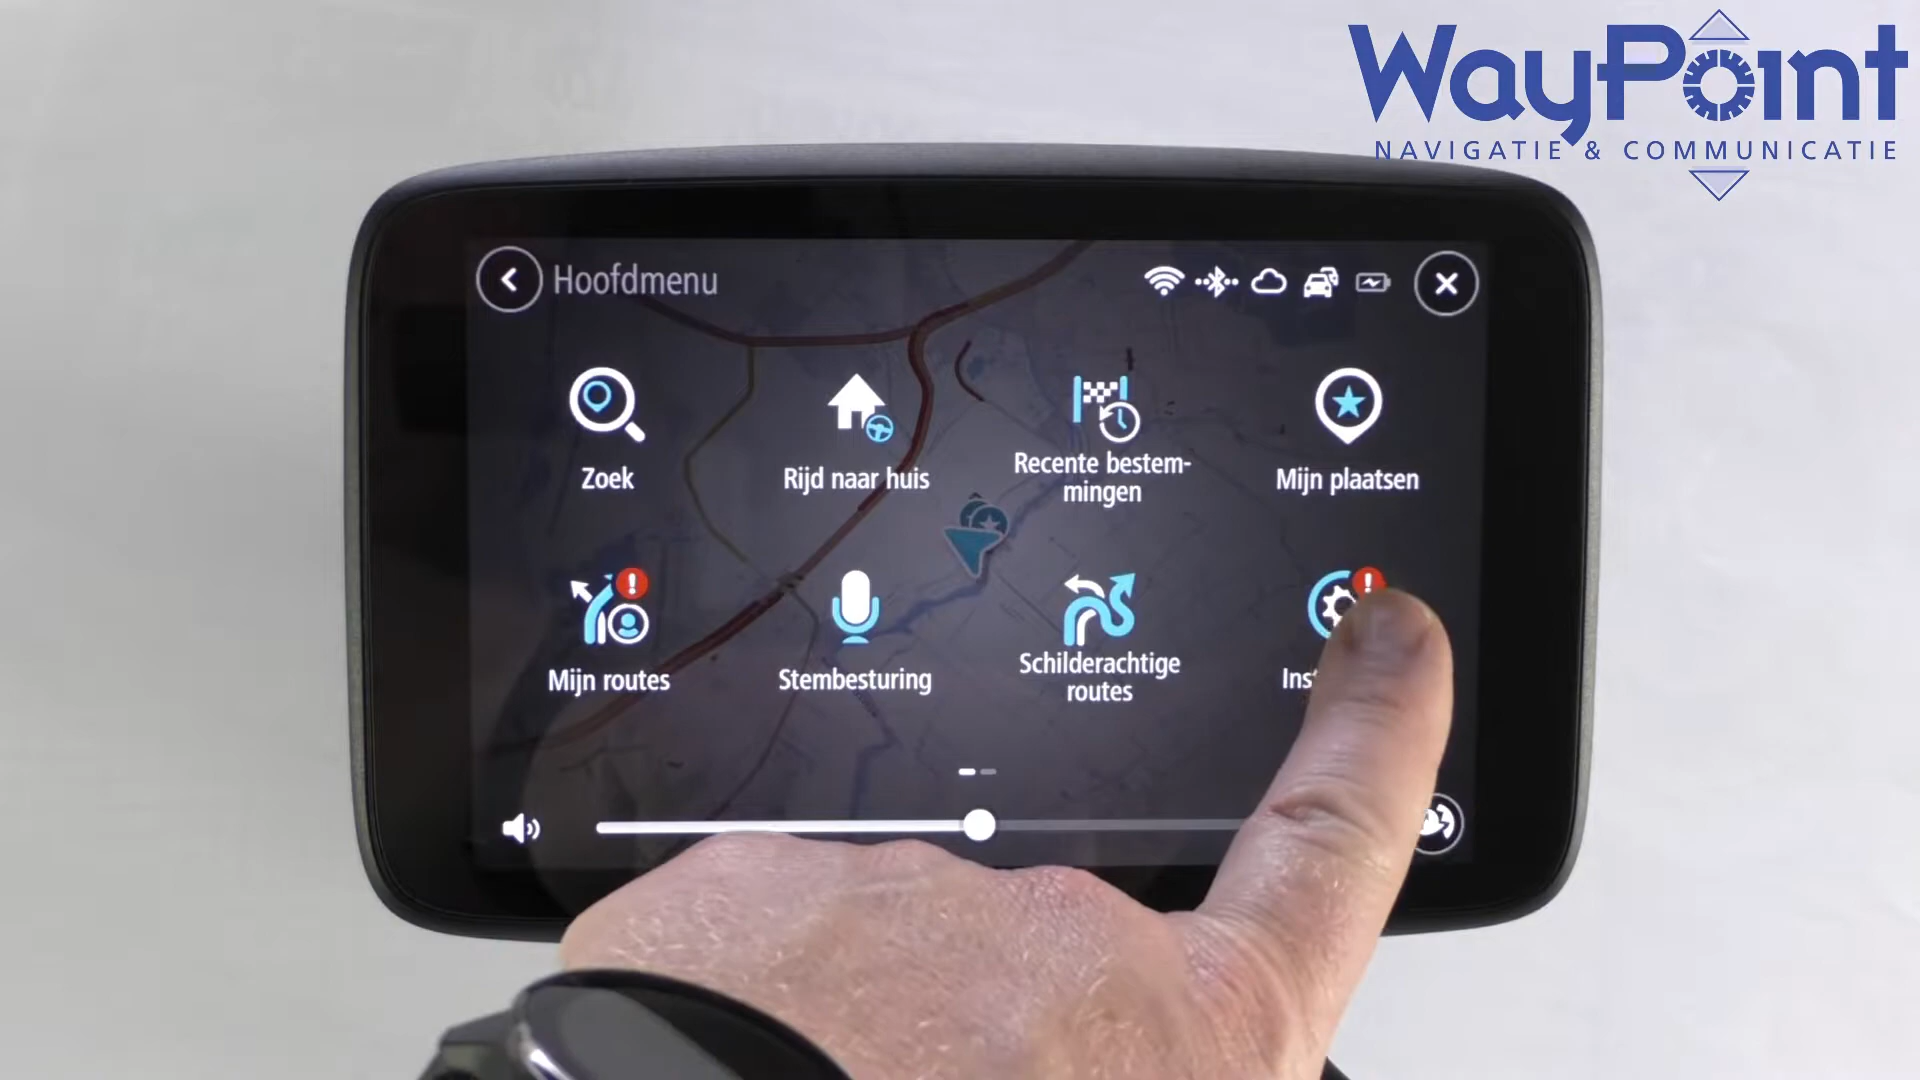 WayPoint
NAVIGATIE & COMMUNICATIE
Hoofdmenu
Zoek
Rijd naar huis
Recente bestem-
mingen
Mijn plaatsen
Mijn routes
Stembesturing
Schilderachtige
routes